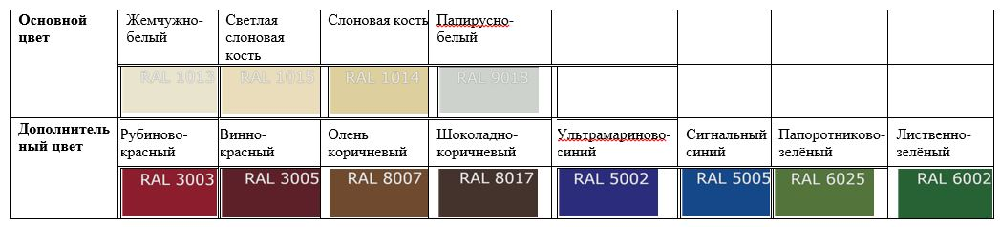 Основной
цвет
Жемчужно-
белый
Светлая
слоновая
кость
Слоновая кость
Папирусно-
белый
RAL 1013
RAL 1015
RAL 1014
RAL 9018
Дополнитель
ный цвет
Рубиново-
красный
Винно-
красный
Олень
коричневый
Шоколадно-
коричневый
Ультрамариново-
синий
Сигнальный
синий
Папоротниково-
зелёный
Лиственно-
зелёный
RAL 3003
RAL 3005
RAL 8007
RAL 8017
RAL 5002
RAL 5005
RAL 6025
RAL 6002